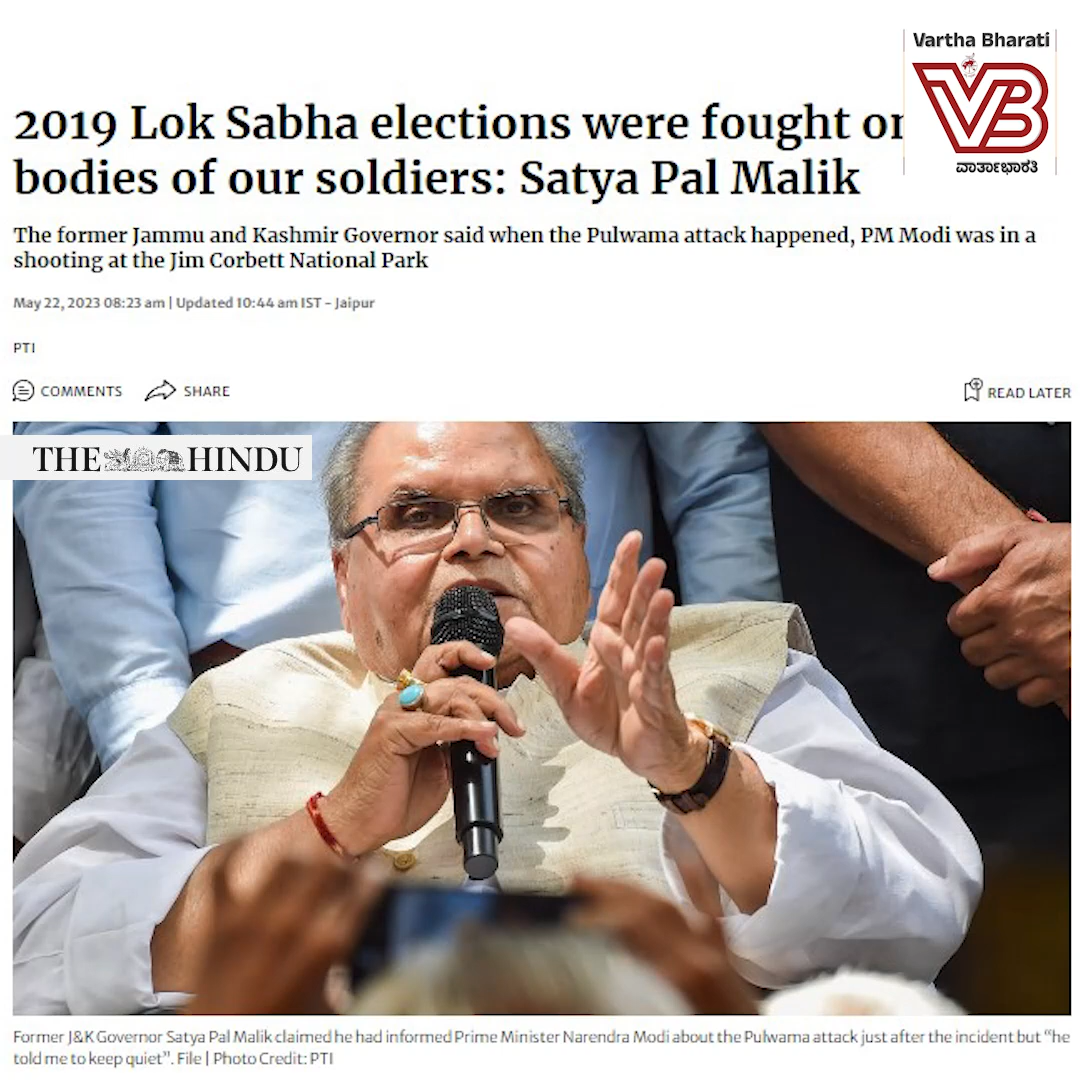 Vartha Bharati
VB
ವಾರ್ತಾಭಾರತಿ
2019 Lok Sabha elections were fought
bodies of our soldiers: Satya Pal Malik
The former Jammu and Kashmir Governor said when the Pulwama attack happened, PM Modi was in a
shooting at the Jim Corbett National Park
May 22, 2023 08:23 am | Updated 10:44 am IST - Jaipur
PTI
COMMENTS SHARE READ LATER
THE HINDU
Former J&K Governor Satya Pal Malik claimed he had informed Prime Minister Narendra Modi about the Pulwama attack just after the incident but “he
told me to keep quiet”. File | Photo Credit: PTI